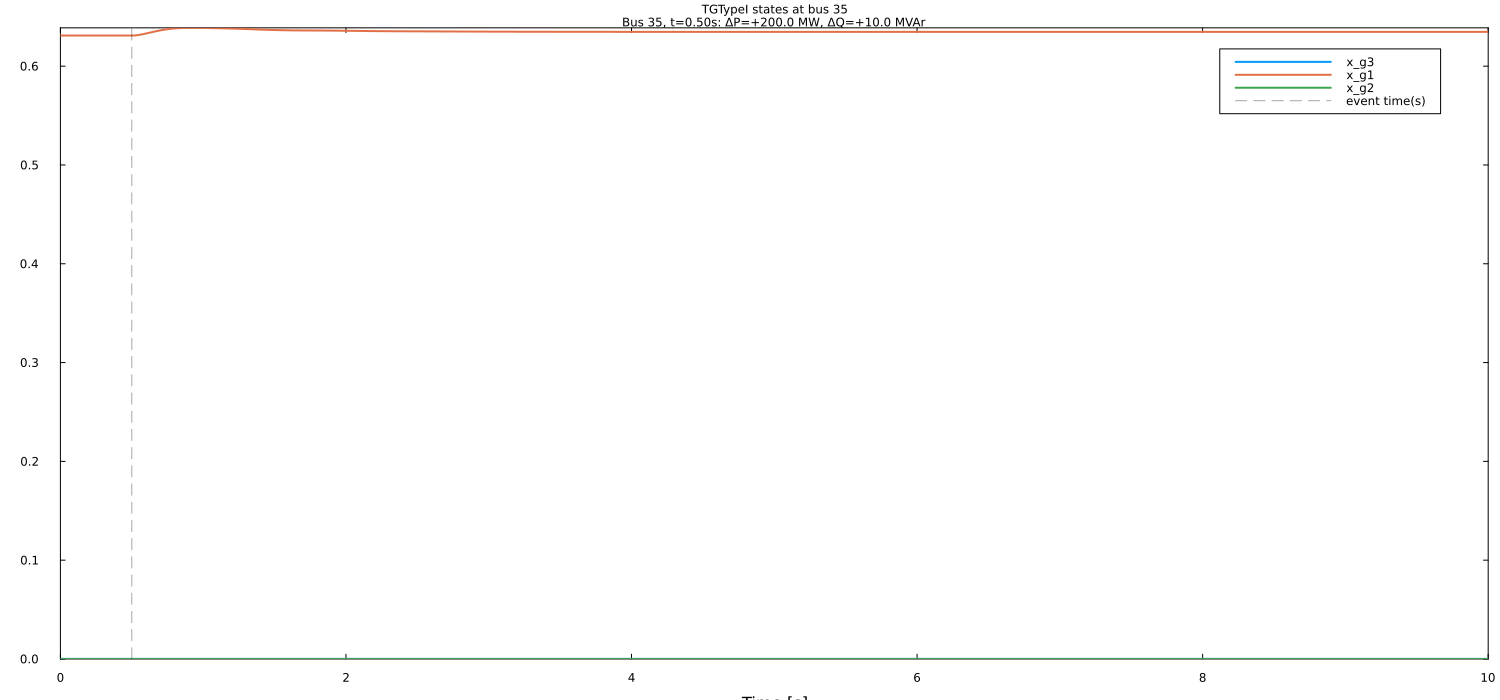 TGTypeI states at bus 35
Bus 35, t=0.50s: ΔP=+200.0 MW, ΔQ=+10.0 MVAr
x_g3
x_g1
x_g2
event time(s)
0.6
0.5
0.4
0.3
0.2
0.1
0.0
0 2 4 6 8 10
Time [s]